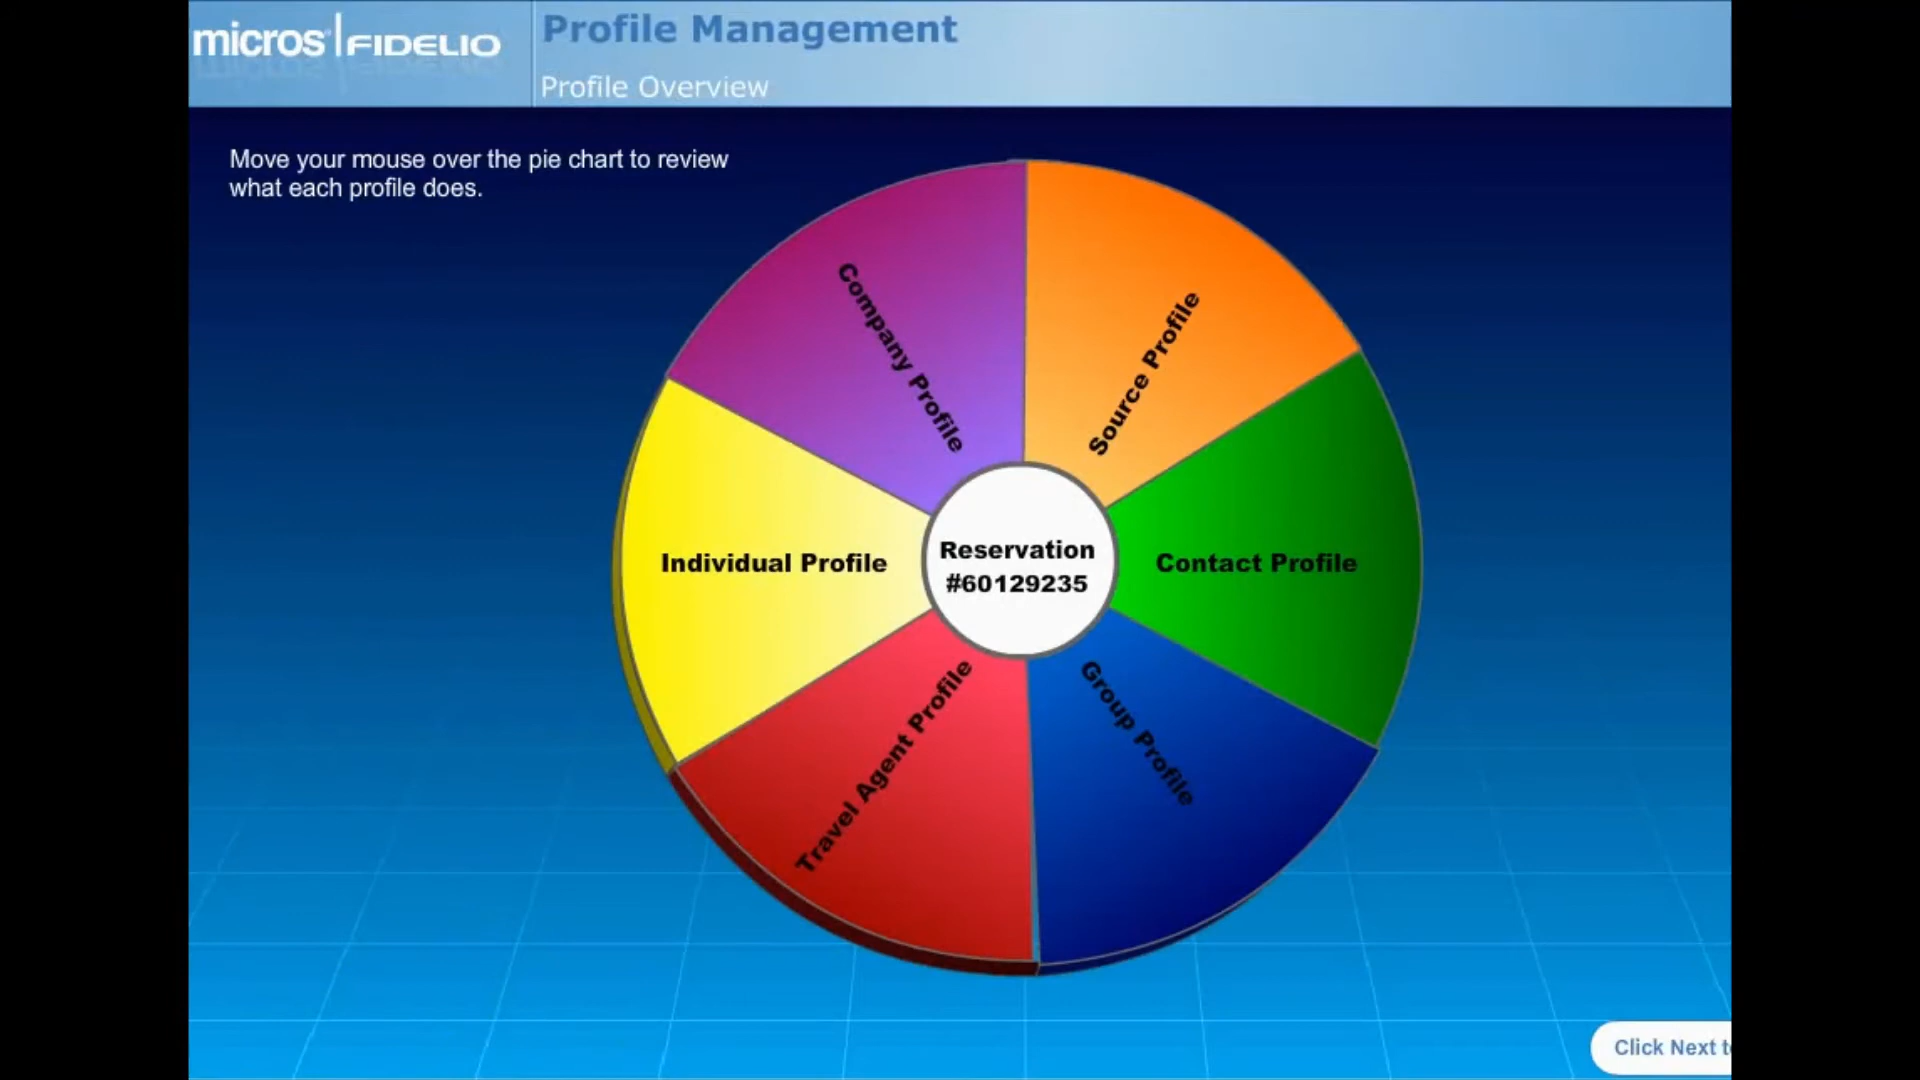 micros FIDELIO
Profile Management
Profile Overview
Move your mouse over the pie chart to review
what each profile does.
Company Profile
Source Profile
Individual Profile
Reservation
#60129235
Contact Profile
Travel Agent Profile
Group Profile
Click Next t